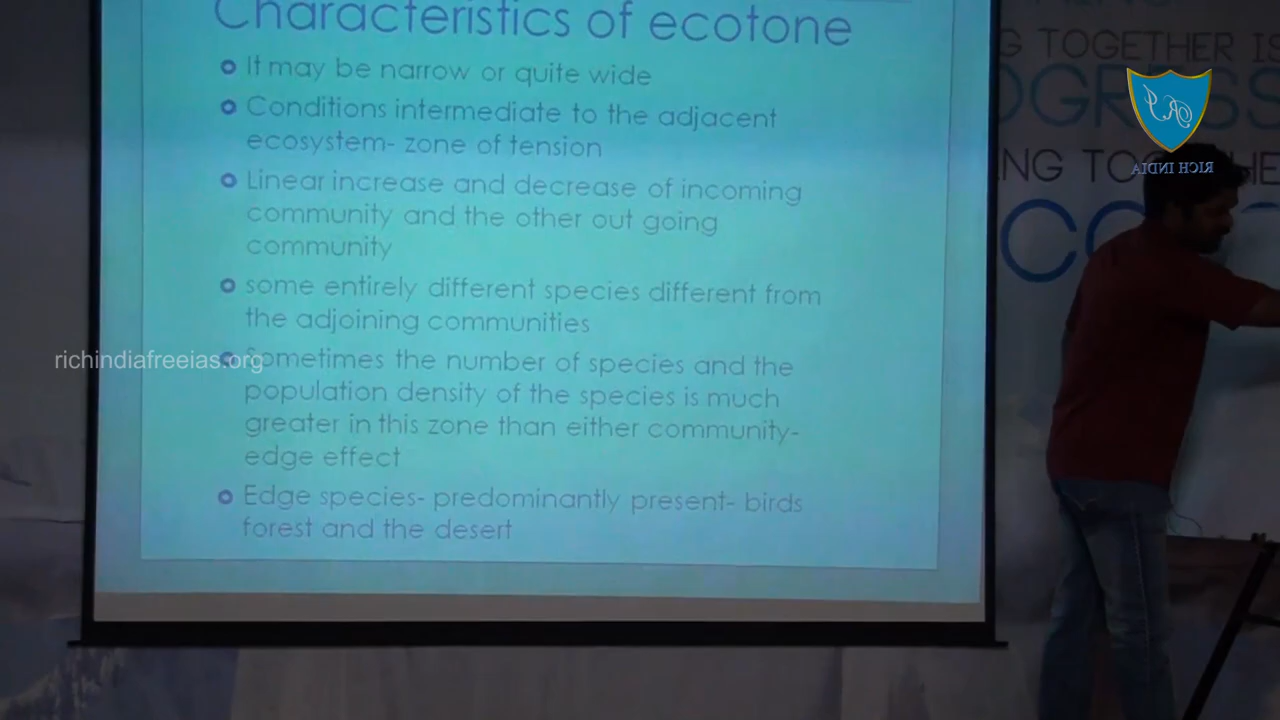 Characteristics of ecotone
It may be narrow or quite wide
Conditions intermediate to the adjacent
ecosystem- zone of tension
Linear increase and decrease of incoming
community and the other out going
community
some entirely different species different from
the adjoining communities
Sometimes the number of species and the
population density of the species is much
greater in this zone than either community-
edge effect
Edge species- predominantly present- birds
forest and the desert
richindiafreeias.org
TOGETHER IS
RICH INDIA